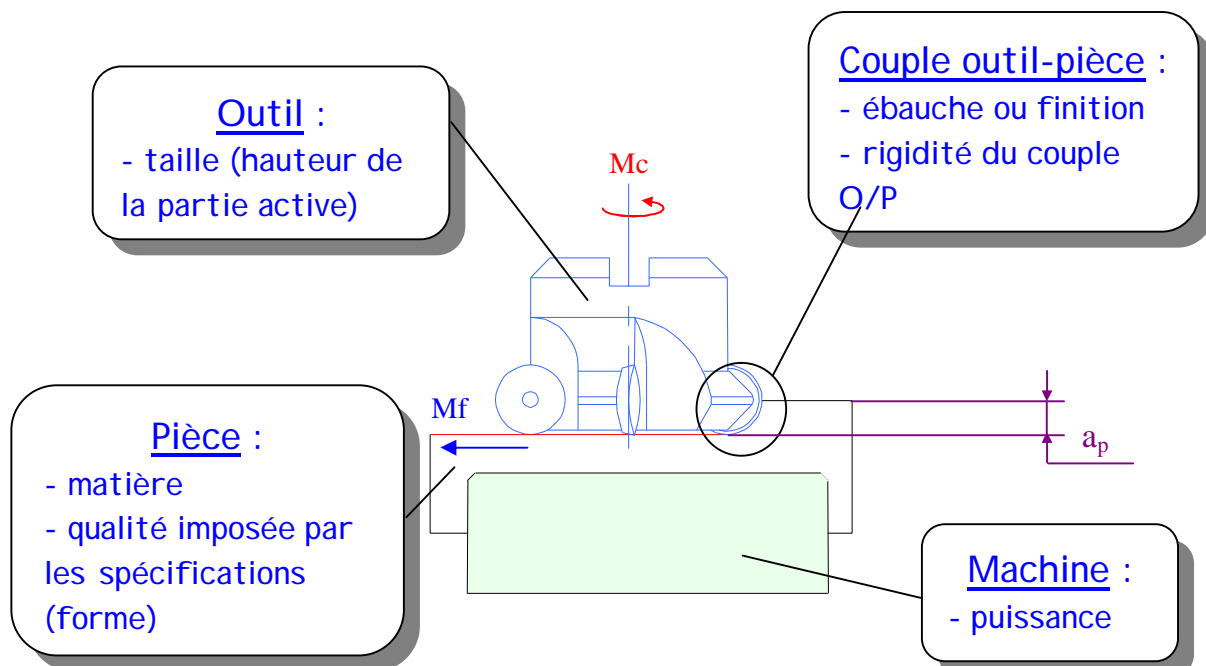 Outil :
- taille (hauteur de
la partie active)
Couple outil-pièce :
- ébauche ou finition
- rigidité du couple
O/P
Mc
Mf
ap
Pièce :
- matière
- qualité imposée par
les spécifications
(forme)
Machine :
- puissance